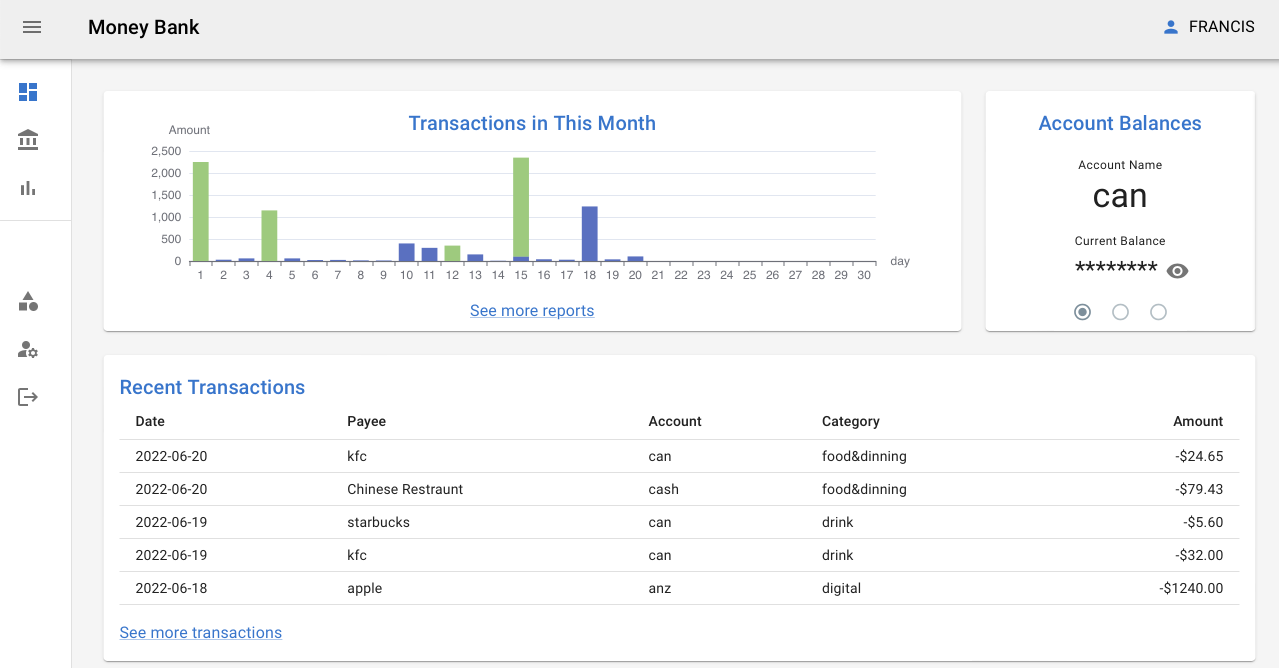 Money Bank
FRANCIS
Transactions in This Month
Amount
2,500
2,000
1,500
1,000
500
0
1 2 3 4 5 6 7 8 9 10 11 12 13 14 15 16 17 18 19 20 21 22 23 24 25 26 27 28 29 30
day
See more reports
Account Balances
Account Name
can
Current Balance
********
Recent Transactions
Date Payee Account Category Amount
2022-06-20 kfc can food&dinning -$24.65
2022-06-20 Chinese Restraunt cash food&dinning -$79.43
2022-06-19 starbucks can drink -$5.60
2022-06-19 kfc can drink -$32.00
2022-06-18 apple anz digital -$1240.00
See more transactions